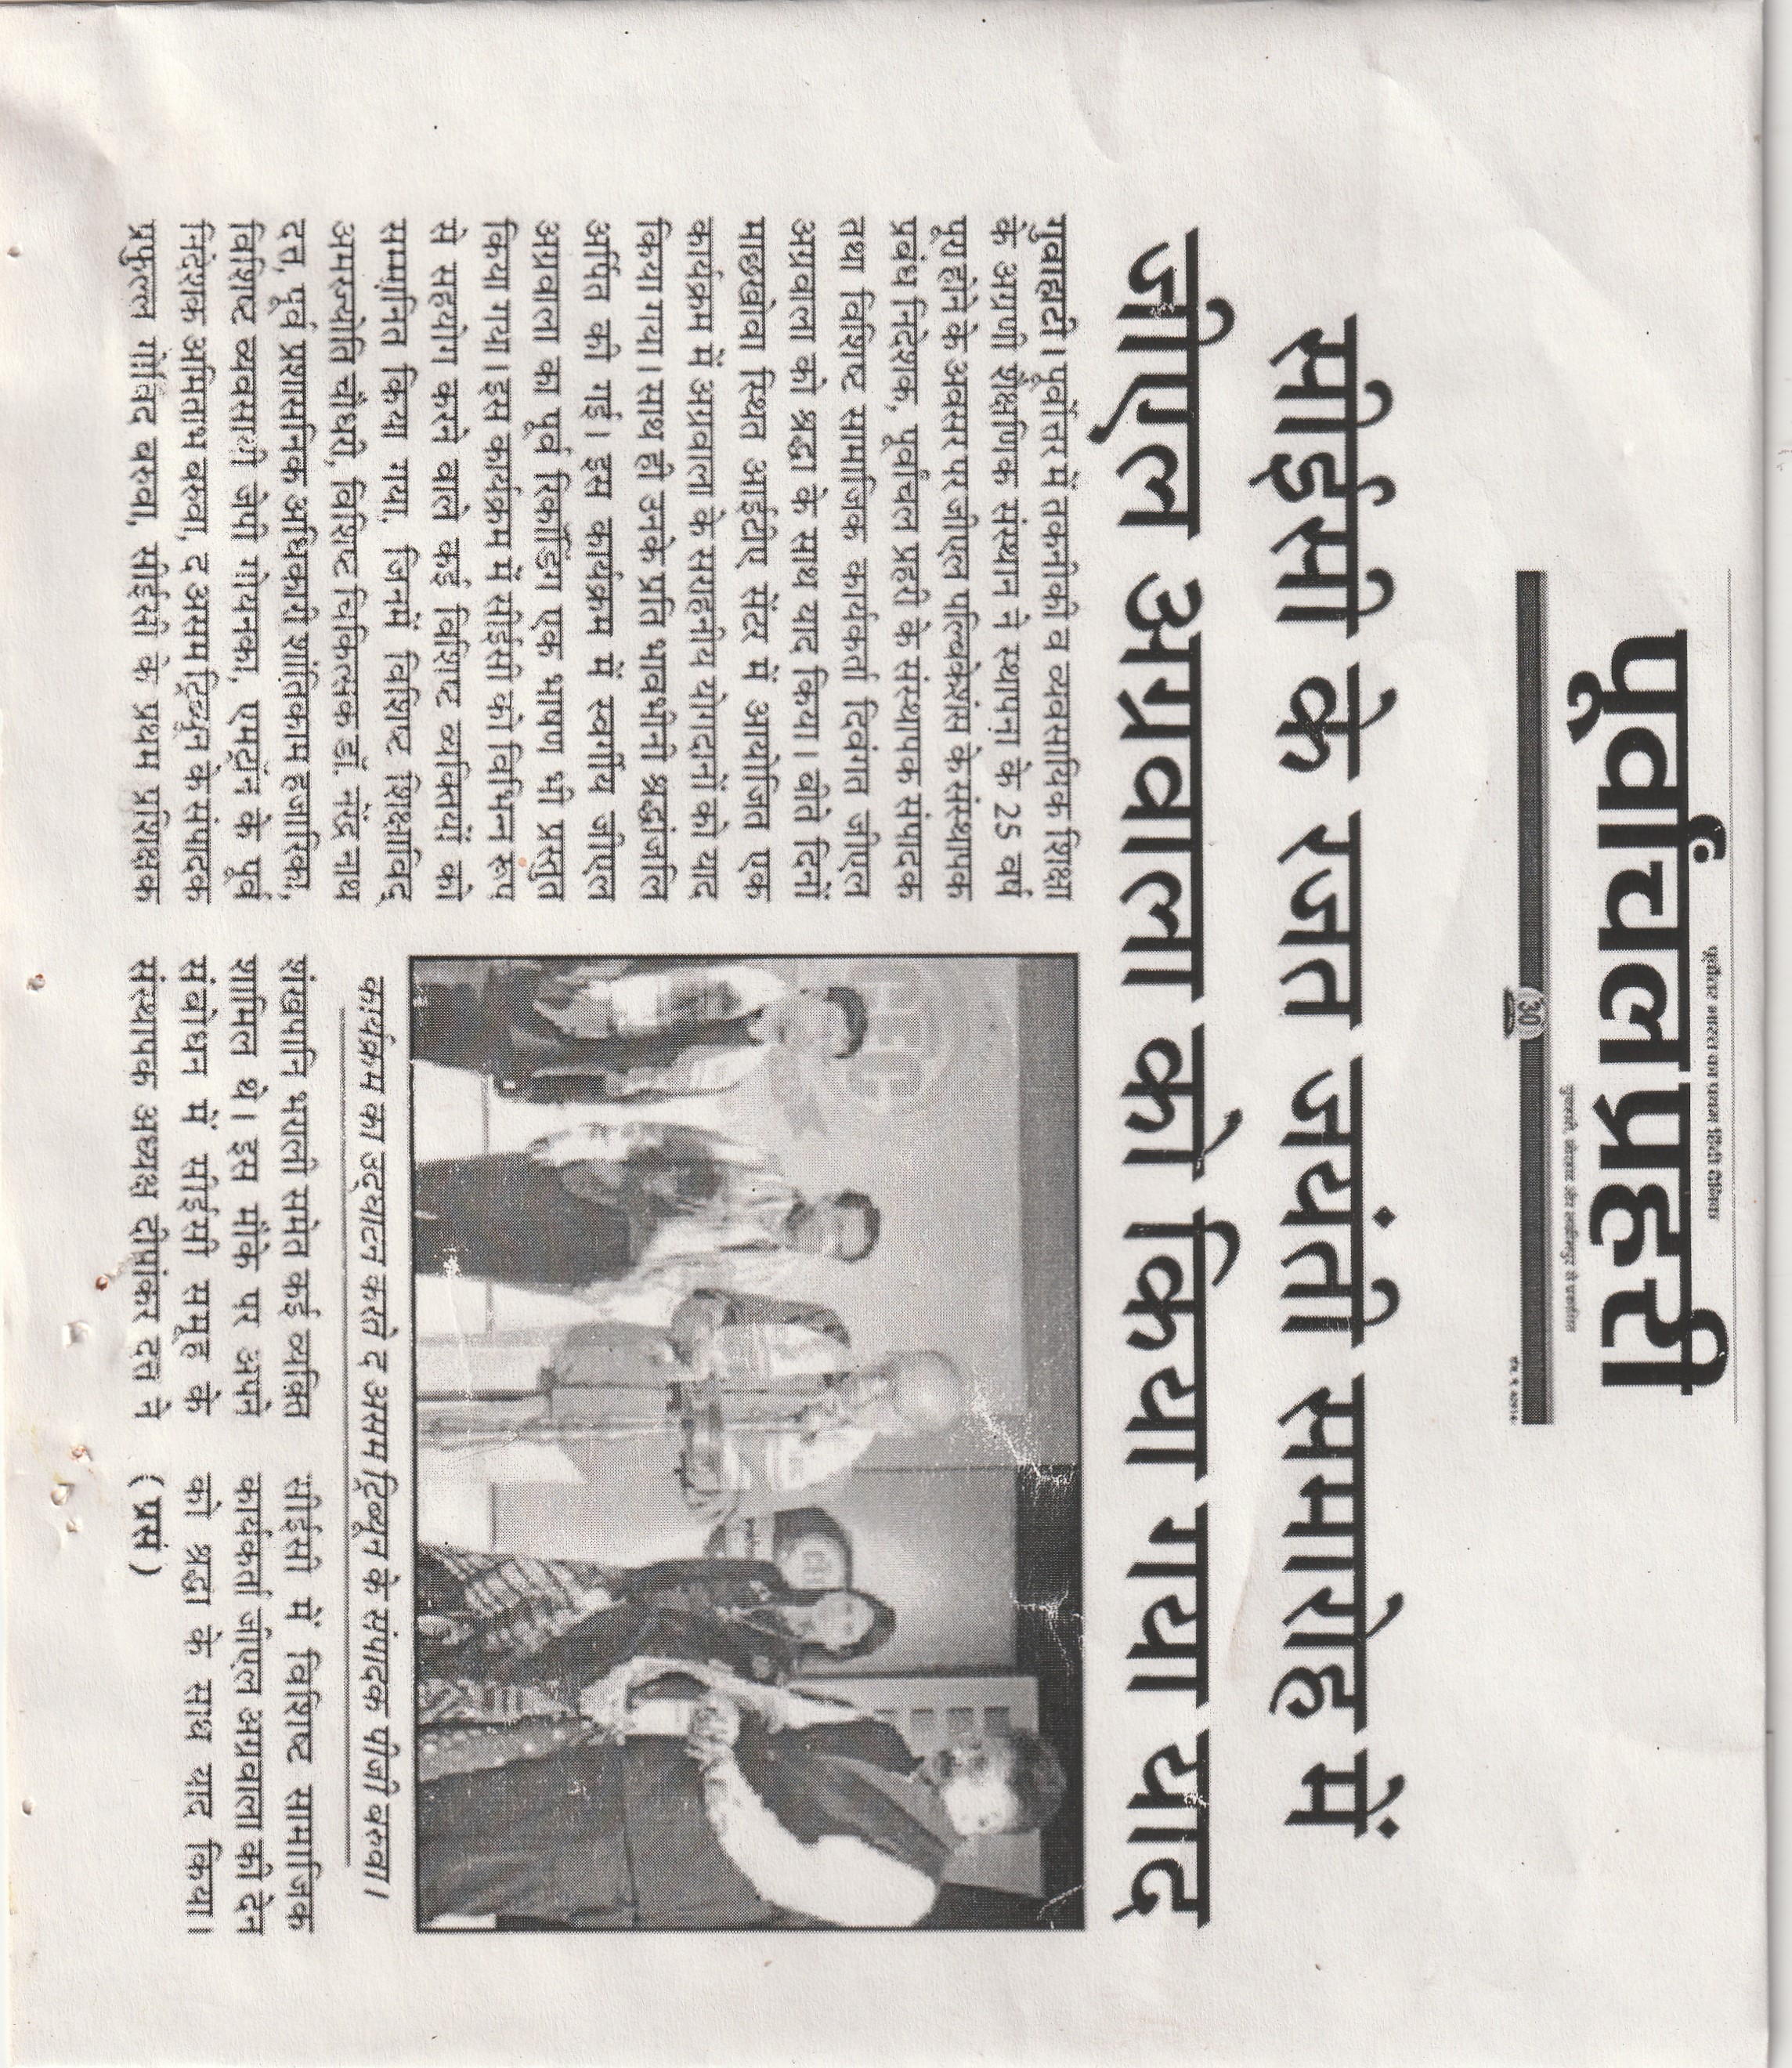 पूर्वोत्तर भारत का प्रथम हिंदी दैनिक
पूर्वांचल प्रहरी
गुवाहाटी, जोरहाट और लखीमपुर से प्रकाशित
30
सीईसी के रजत जयंती समारोह में
जीएल अग्रवाला को किया गया याद
गुवाहाटी। पूर्वोत्तर में तकनीकी व व्यवसायिक शिक्षा
के अग्रणी शैक्षणिक संस्थान ने स्थापना के 25 वर्ष
पूरा होने के अवसर पर जीएल पल्बिकेशंस के संस्थापक
प्रबंध निदेशक, पूर्वांचल प्रहरी के संस्थापक संपादक
तथा विशिष्ट सामाजिक कार्यकर्ता दिवंगत जीएल
अग्रवाला को श्रद्धा के साथ याद किया। बीते दिनों
माछखोवा स्थित आईटीए सेंटर में आयोजित एक
कार्यक्रम में अग्रवाला के सराहनीय योगदानों को याद
किया गया। साथ ही उनके प्रति भावभीनी श्रद्धांजलि
अर्पित की गई। इस कार्यक्रम में स्वर्गीय जीएल
अग्रवाला का पूर्व रिकॉर्डिंग एक भाषण भी प्रस्तुत
किया गया। इस कार्यक्रम में सीईसी को विभिन्न रूप
से सहयोग करने वाले कई विशिष्ट व्यक्तियों को
सम्मानित किया गया, जिनमें विशिष्ट शिक्षाविद्
अमरज्योति चौधरी, विशिष्ट चिकित्सक डॉ. नरेंद्र नाथ
दत्त, पूर्व प्रशासनिक अधिकारी शांतिकाम हजारिका,
विशिष्ट व्यवसायी जेपी गोयनका, एमट्रॉन के पूर्व
निदेशक अमिताभ बरुवा, द असम ट्रिब्यून के संपादक
प्रफुल्ल गोविंद बरुवा, सीईसी के प्रथम प्रशिक्षक
CEC
कार्यक्रम का उद्घाटन करते द असम ट्रिब्यून के संपादक पीजी बरुवा।
शंखपानि भराली समेत कई व्यक्ति
शामिल थे। इस मौके पर अपने
संबोधन में सीईसी समूह के
संस्थापक अध्यक्ष दीपांकर दत्त ने
सीईसी में विशिष्ट सामाजिक
कार्यकर्ता जीएल अग्रवाला की देन
को श्रद्धा के साथ याद किया।
(प्रसं)